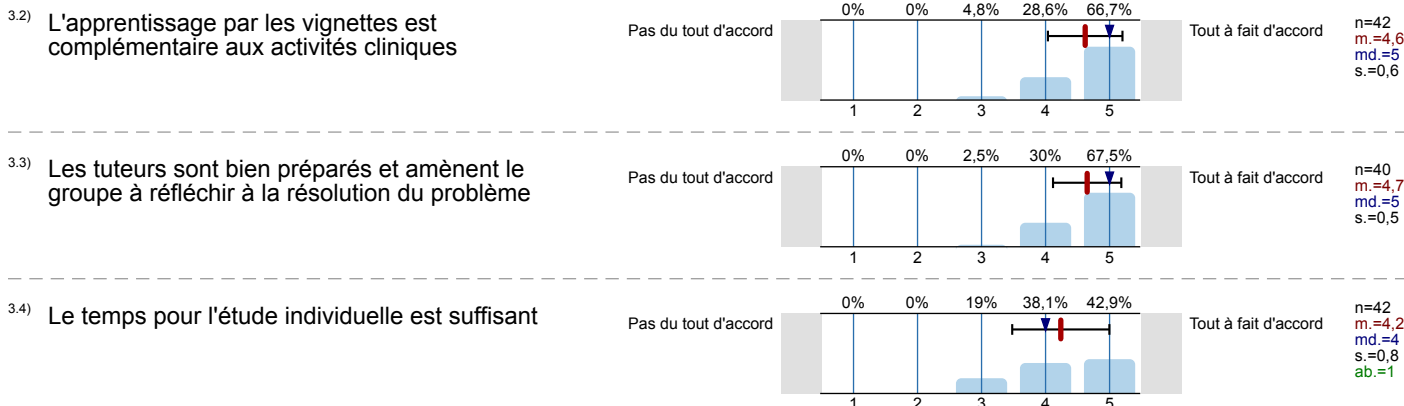 3.2) L'apprentissage par les vignettes est
complémentaire aux activités cliniques
Pas du tout d'accord
0% 0% 4,8% 28,6% 66,7%
1 2 3 4 5
Tout à fait d'accord
n=42
m.=4,6
md.=5
s.=0,6
3.3) Les tuteurs sont bien préparés et amènent le
groupe à réfléchir à la résolution du problème
Pas du tout d'accord
0% 0% 2,5% 30% 67,5%
1 2 3 4 5
Tout à fait d'accord
n=40
m.=4,7
md.=5
s.=0,5
3.4) Le temps pour l'étude individuelle est suffisant
Pas du tout d'accord
0% 0% 19% 38,1% 42,9%
1 2 3 4 5
Tout à fait d'accord
n=42
m.=4,2
md.=4
s.=0,8
ab.=1